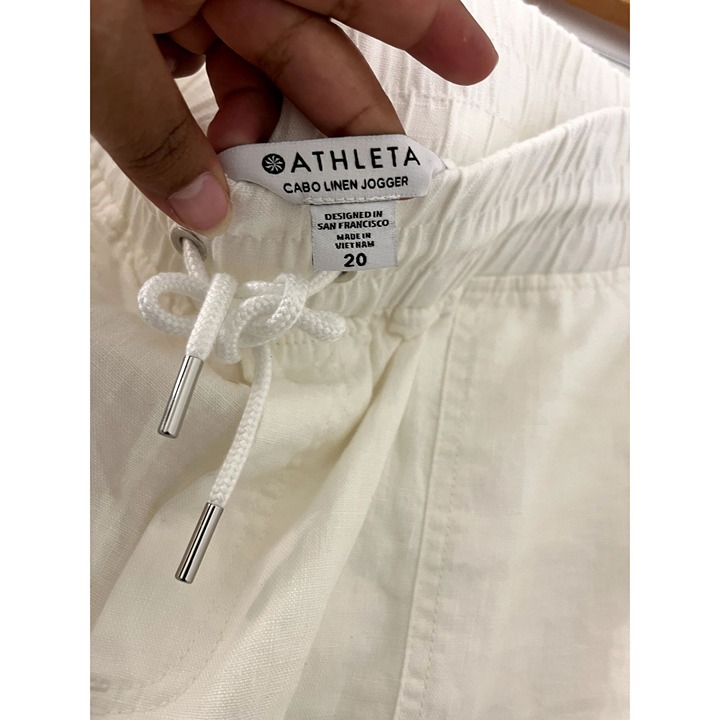 ATHLETA
CABO LINEN JOGGER
DESIGNED IN
SAN FRANCISCO
MADE IN
VIETNAM
20